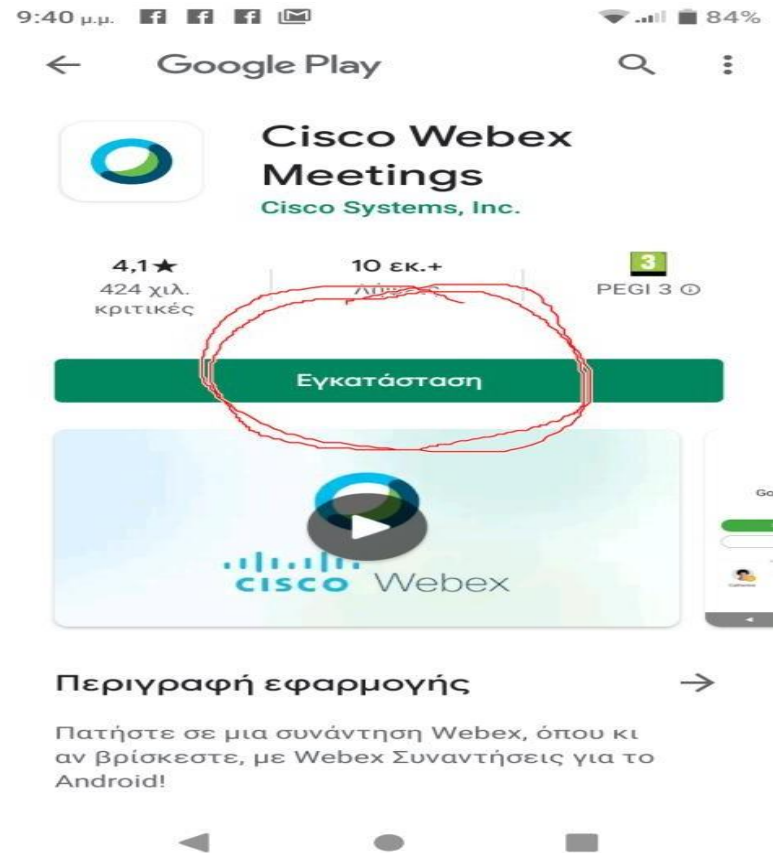 9:40 μ.μ. 84%
Google Play
Cisco Webex
Meetings
Cisco Systems, Inc.
4,1★ 10 εκ.+ 3
424 χιλ. PEGI 3
κριτικές
Εγκατάσταση
Go
cisco Webex
Περιγραφή εφαρμογής
Πατήστε σε μια συνάντηση Webex, όπου κι
αν βρίσκεστε, με Webex Συναντήσεις για το
Android!